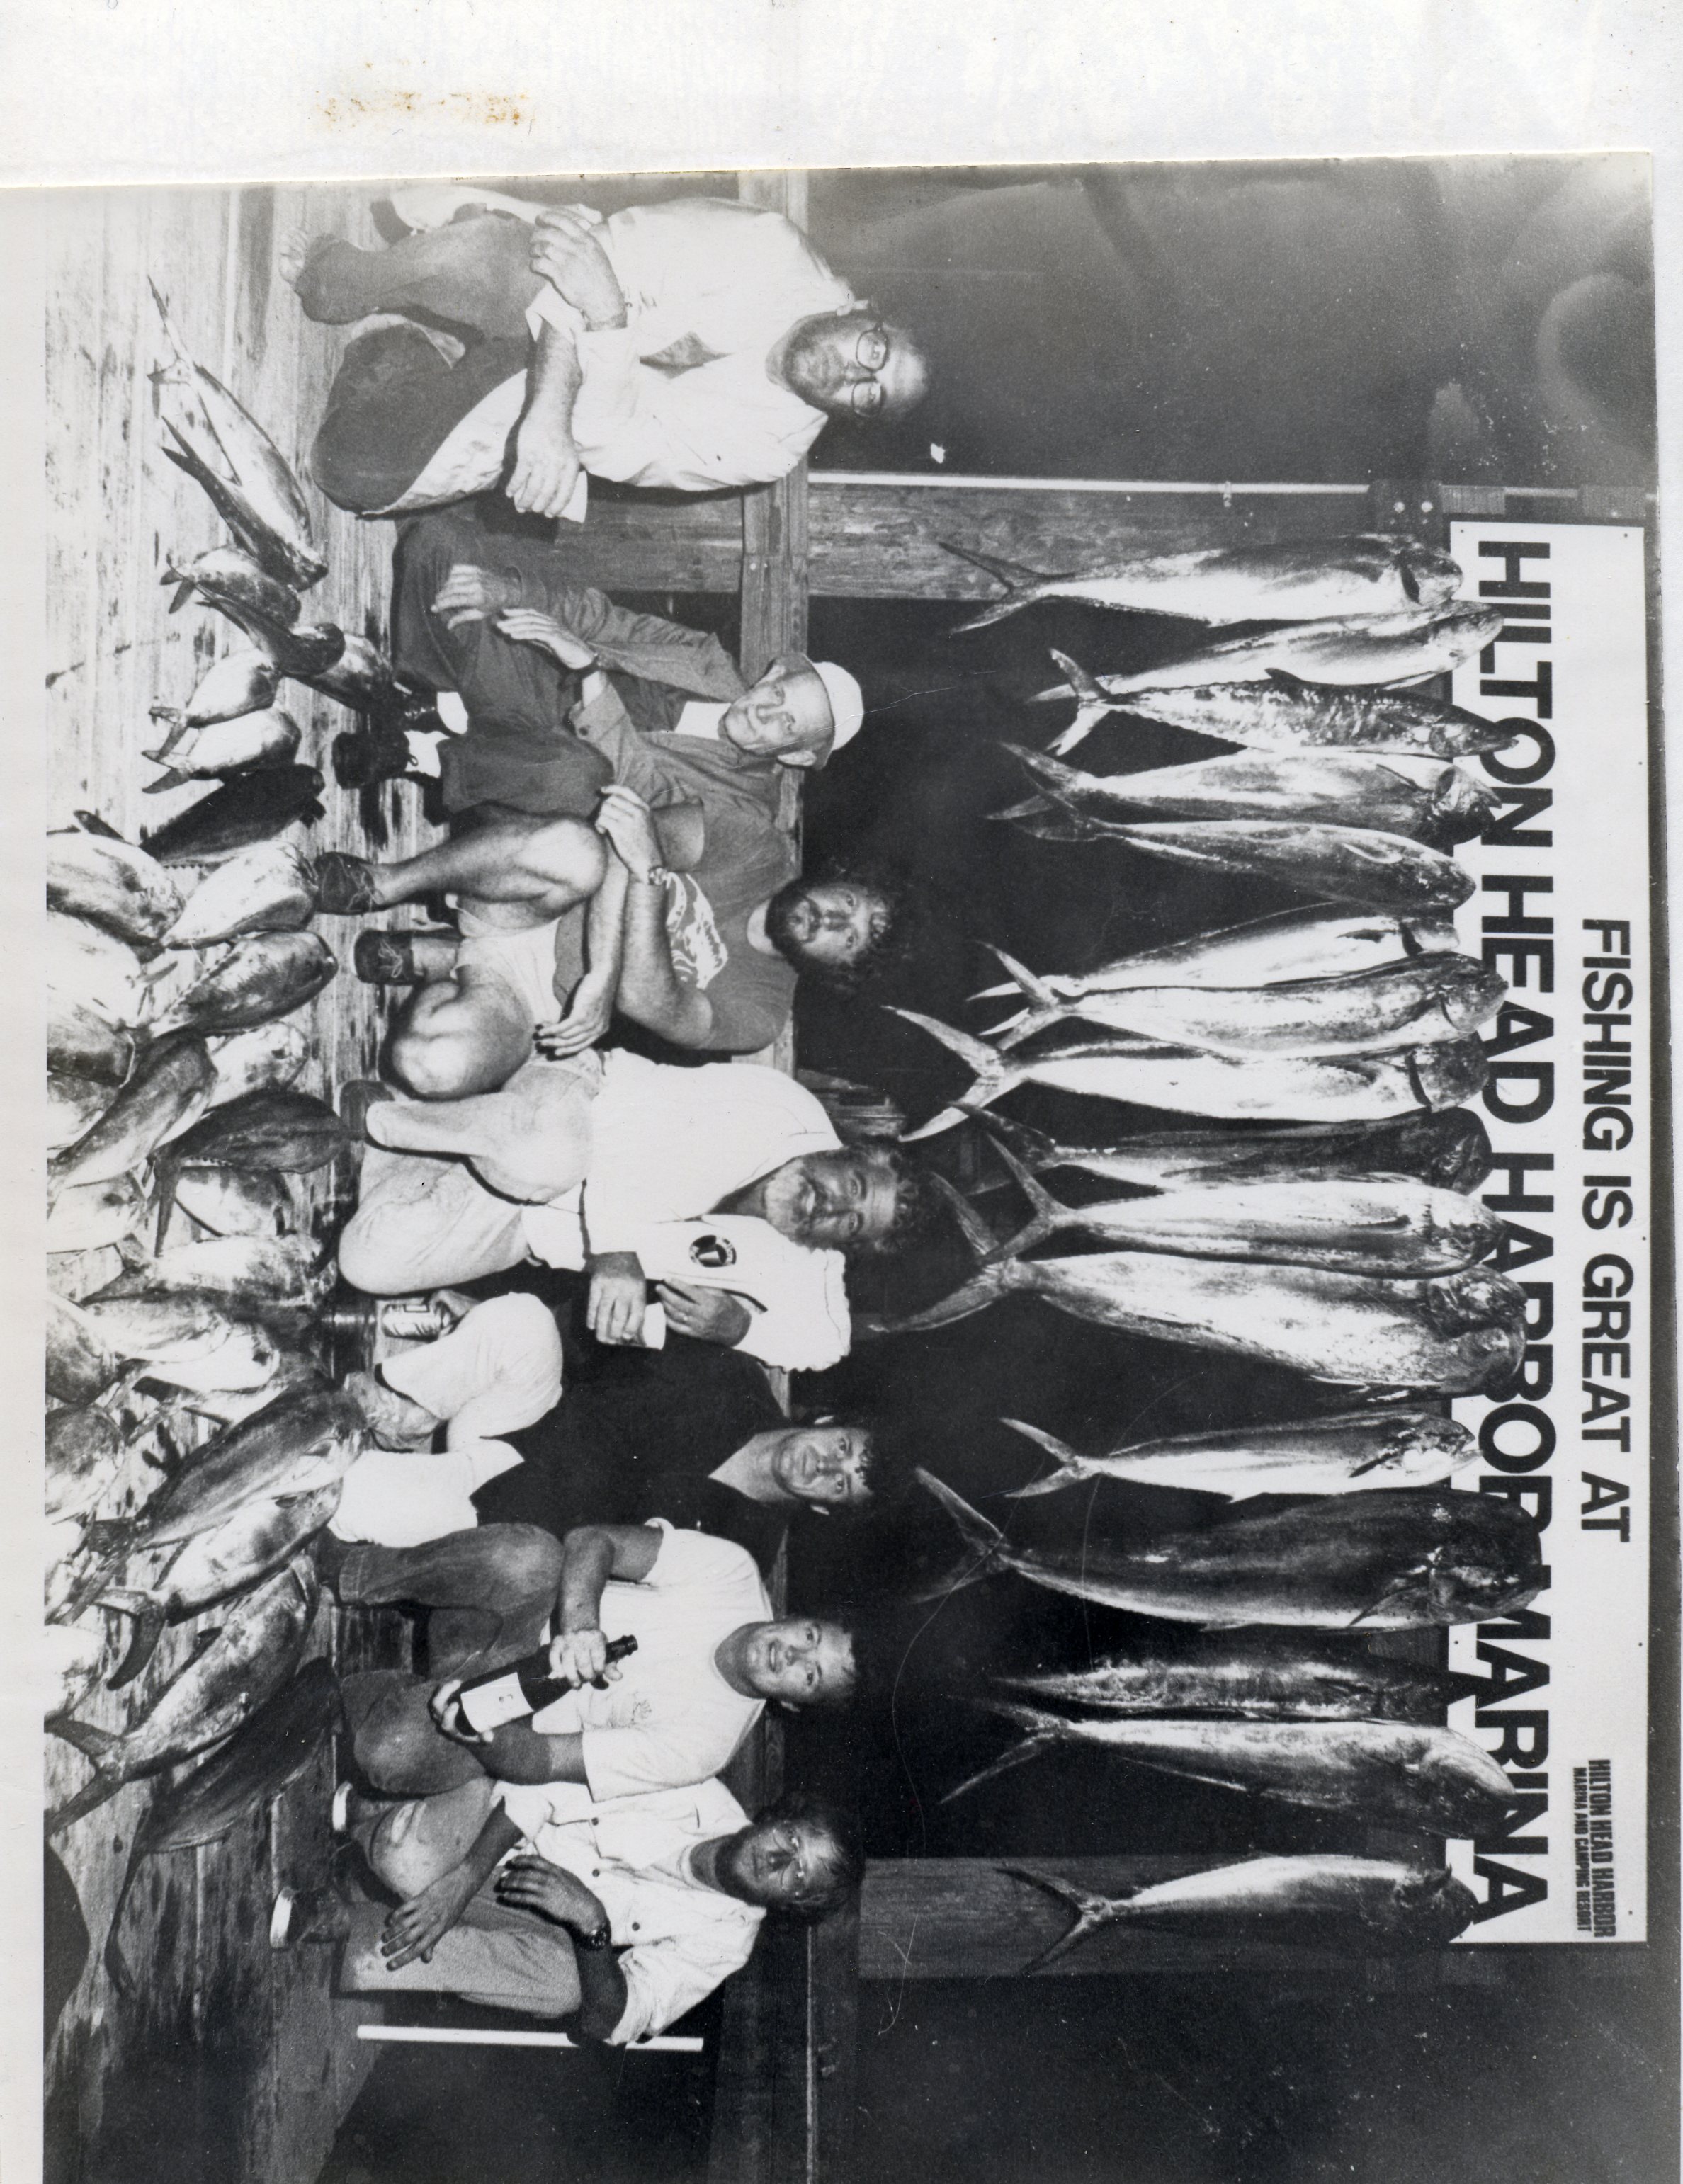 FISHING IS GREAT AT
HILTON HEAD HARBOR MARINA
HILTON HEAD HARBOR
MARINA AND CAMPING RESORT